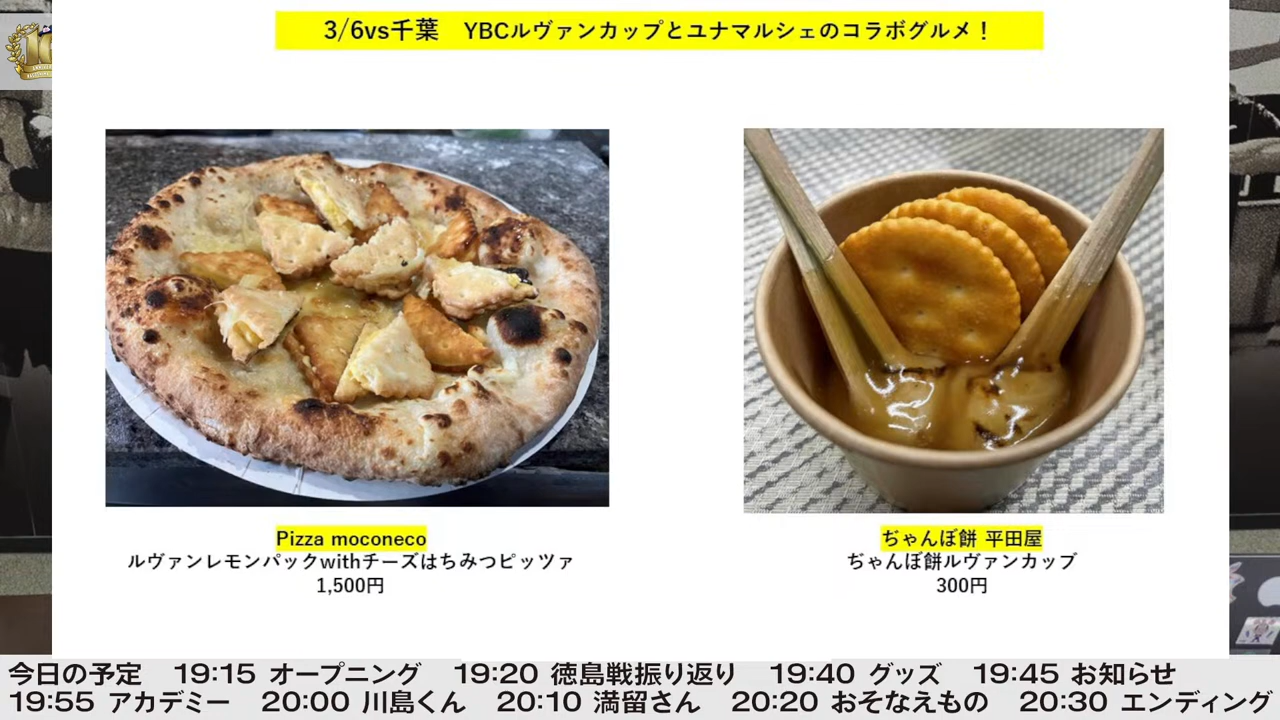 3/6vs千葉　YBCルヴァンカップとユナマルシェのコラボグルメ！
Pizza moconeco
ルヴァンレモンパックwithチーズはちみつピッツァ
1,500円
ぢゃんぼ餅 平田屋
ぢゃんぼ餅ルヴァンカップ
300円
今日の予定　19:15 オープニング　19:20 徳島戦振り返り　19:40 グッズ　19:45 お知らせ
19:55 アカデミー　20:00 川島くん　20:10 満留さん　20:20 おそなえもの　20:30 エンディング